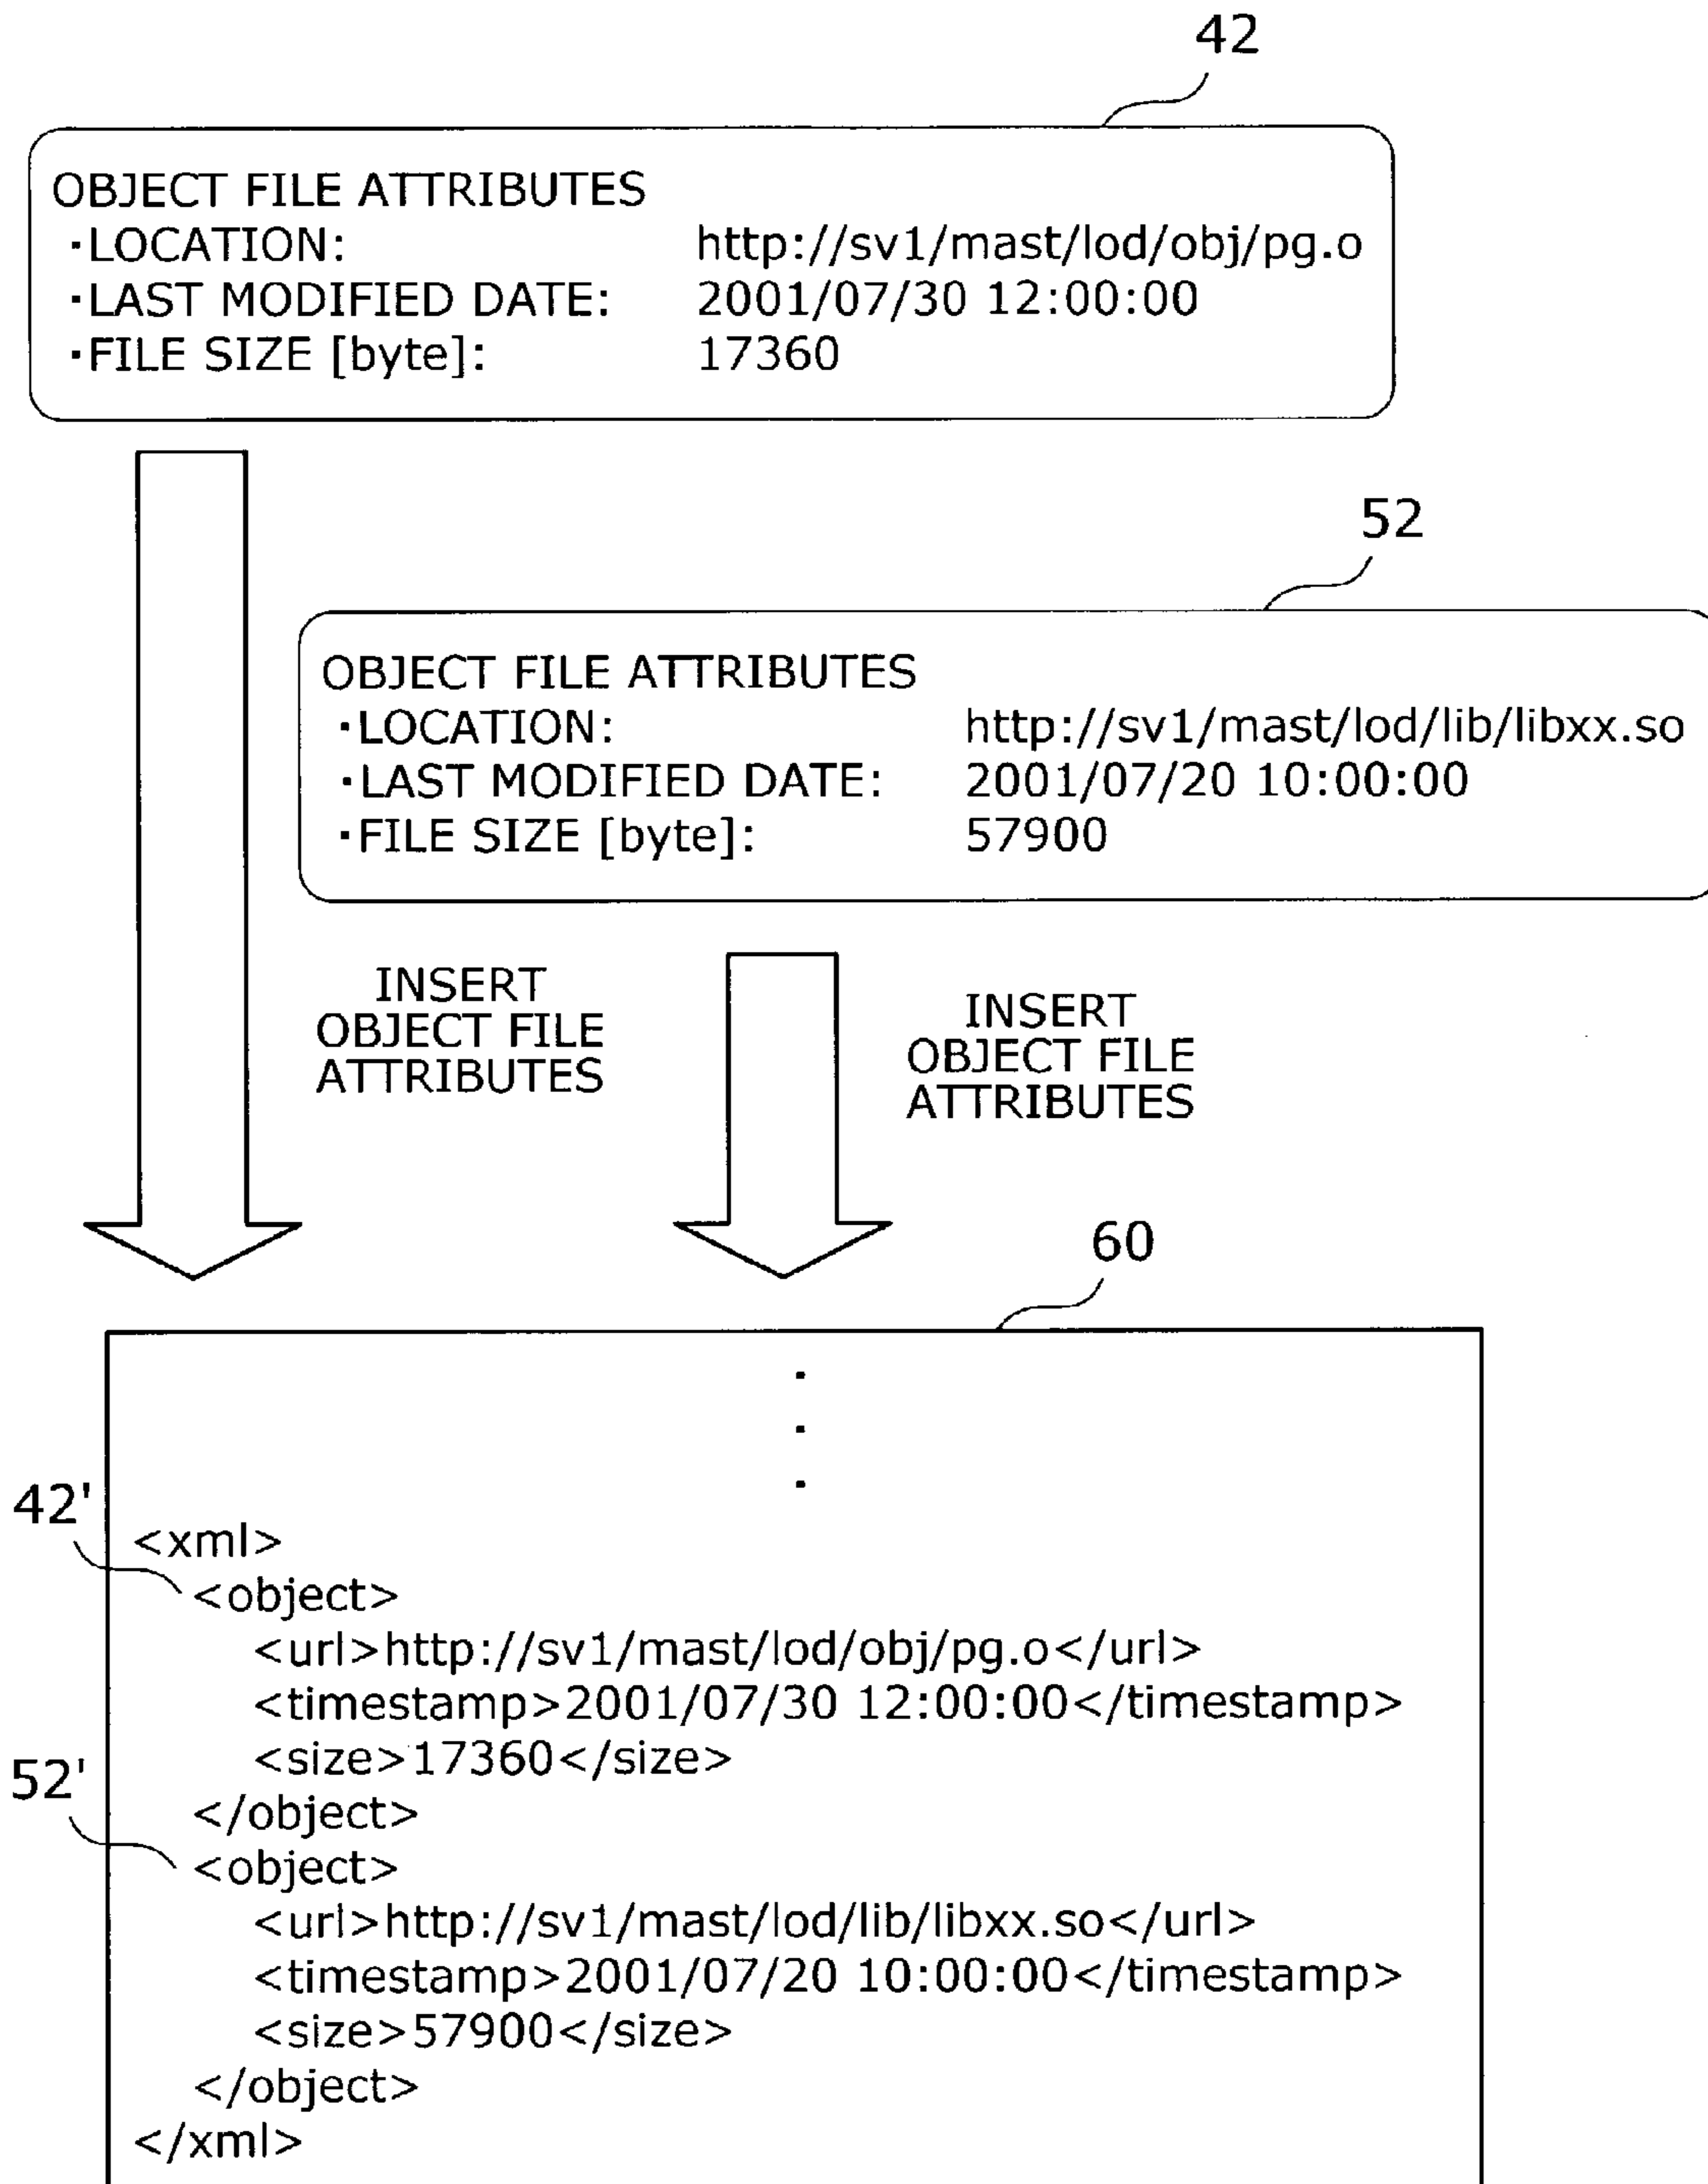 42
OBJECT FILE ATTRIBUTES
·LOCATION: http://sv1/mast/lod/obj/pg.o
·LAST MODIFIED DATE: 2001/07/30 12:00:00
·FILE SIZE [byte]: 17360
52
OBJECT FILE ATTRIBUTES
·LOCATION: http://sv1/mast/lod/lib/libxx.so
·LAST MODIFIED DATE: 2001/07/20 10:00:00
·FILE SIZE [byte]: 57900
INSERT
OBJECT FILE
ATTRIBUTES
INSERT
OBJECT FILE
ATTRIBUTES
60
.
.
.
42'
<xml>
<object>
<url>http://sv1/mast/lod/obj/pg.o</url>
<timestamp>2001/07/30 12:00:00</timestamp>
<size>17360</size>
52'
</object>
<object>
<url>http://sv1/mast/lod/lib/libxx.so</url>
<timestamp>2001/07/20 10:00:00</timestamp>
<size>57900</size>
</object>
</xml>